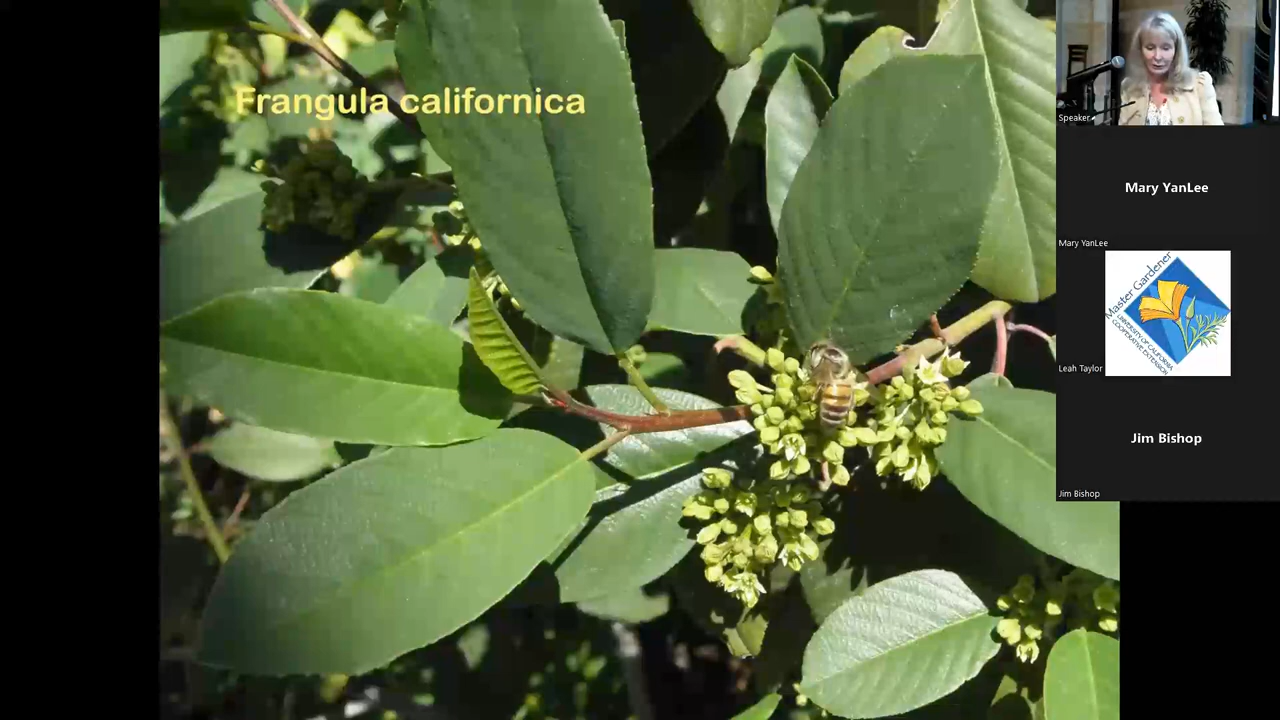 Frangula californica
Speaker
Mary YanLee
Mary YanLee
Master Gardener
UNIVERSITY OF CALIFORNIA
COOPERATIVE EXTENSION
Leah Taylor
Jim Bishop
Jim Bishop